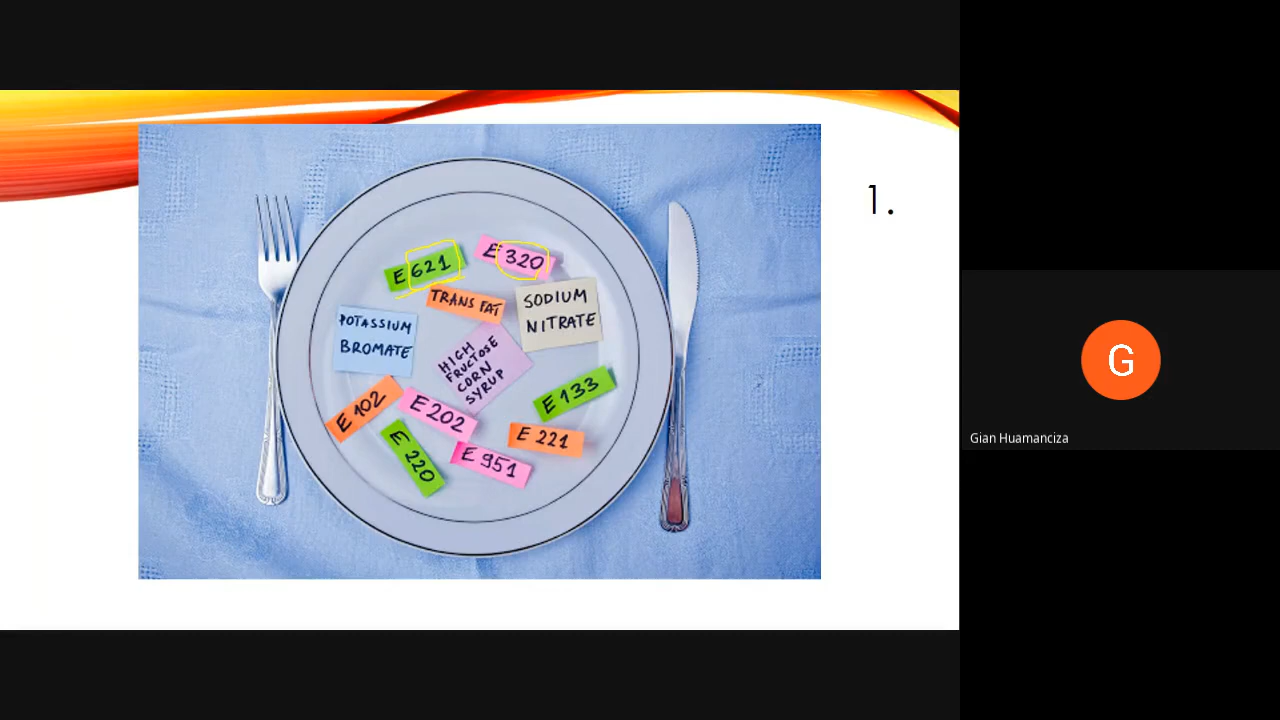 1.
E 621
E 320
TRANS FAT
SODIUM
NITRATE
POTASSIUM
BROMATE
HIGH
FRUCTOSE
CORN
SYRUP
E 102
E 202
E 133
E 220
E 951
E 221
G
Gian Huamanciza